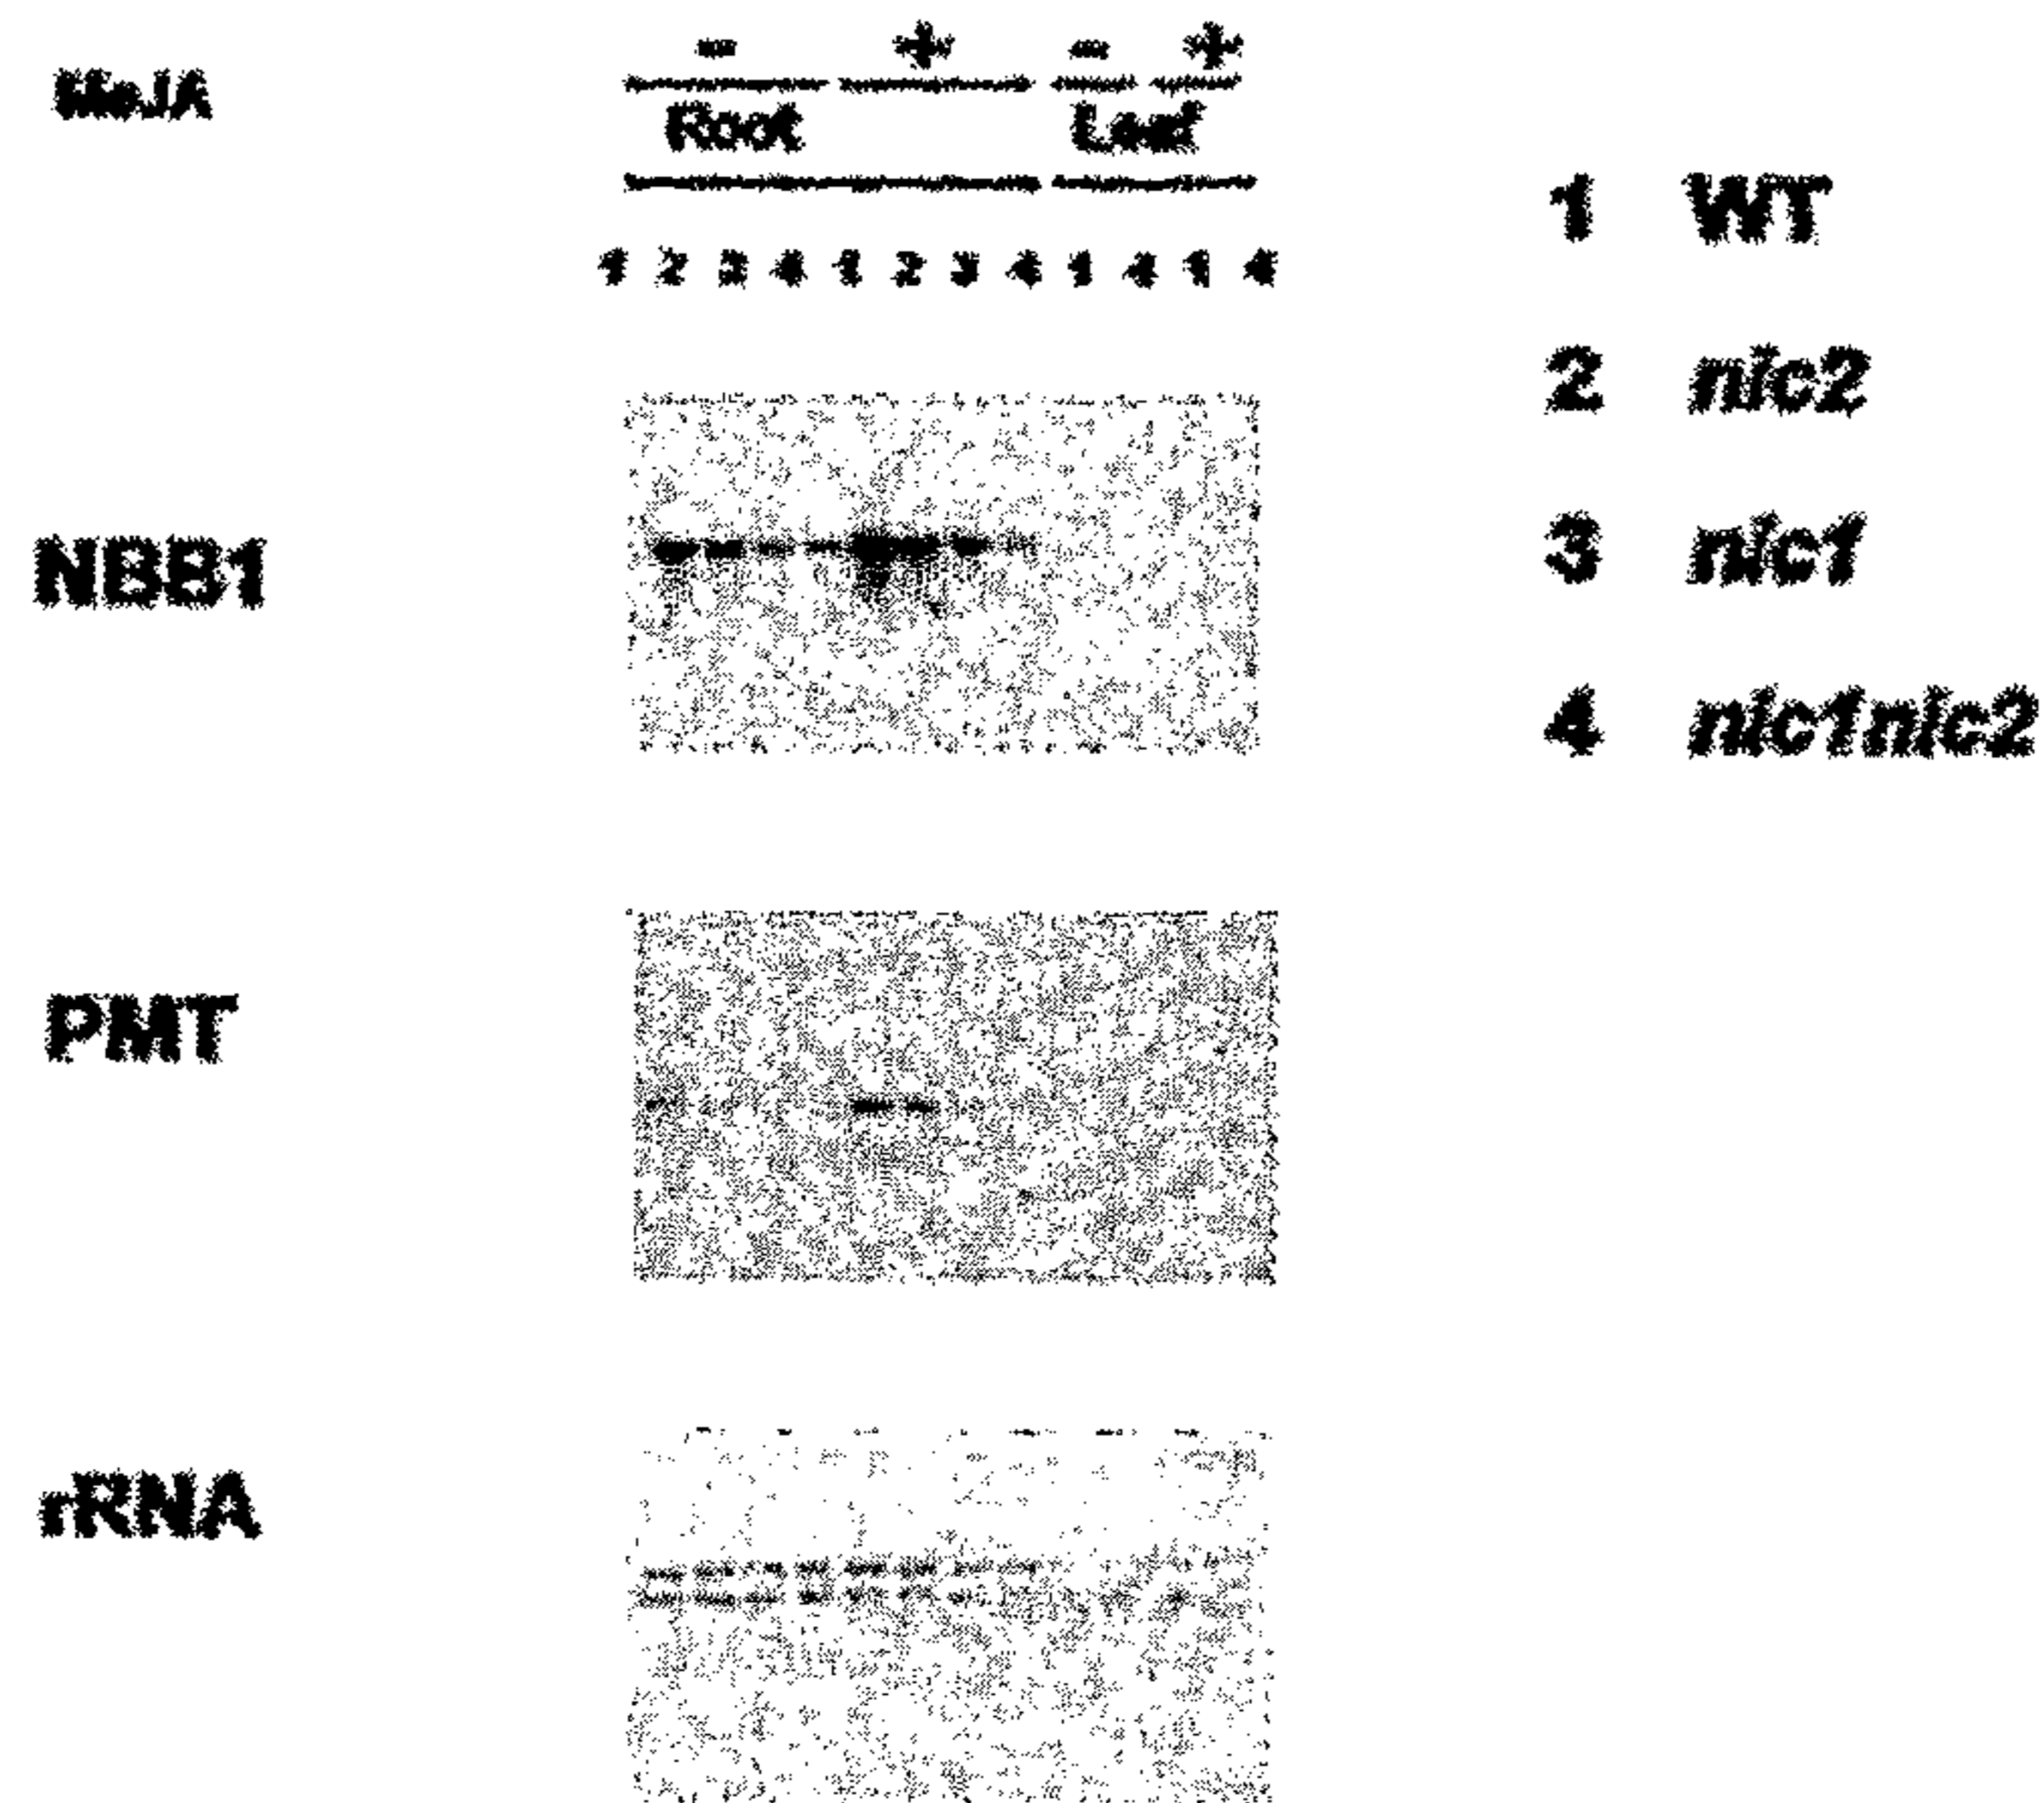 - + - +
MeJA
Root Leaf
1 2 3 4 1 2 3 4 1 4 1 4
1 WT
2 nic2
NBB1
3 nic1
4 nic1nic2
PMT
rRNA